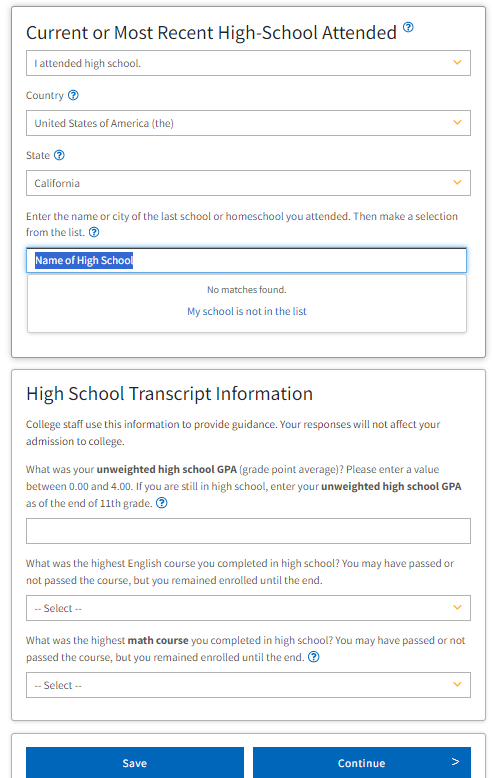 Current or Most Recent High-School Attended ?
I attended high school.
Country ?
United States of America (the)
State ?
California
Enter the name or city of the last school or homeschool you attended. Then make a selection
from the list. ?
Name of High School
No matches found.
My school is not in the list
High School Transcript Information
College staff use this information to provide guidance. Your responses will not affect your
admission to college.
What was your unweighted high school GPA (grade point average)? Please enter a value
between 0.00 and 4.00. If you are still in high school, enter your unweighted high school GPA
as of the end of 11th grade. ?
What was the highest English course you completed in high school? You may have passed or
not passed the course, but you remained enrolled until the end.
-- Select --
What was the highest math course you completed in high school? You may have passed or not
passed the course, but you remained enrolled until the end. ?
-- Select --
Save
Continue >